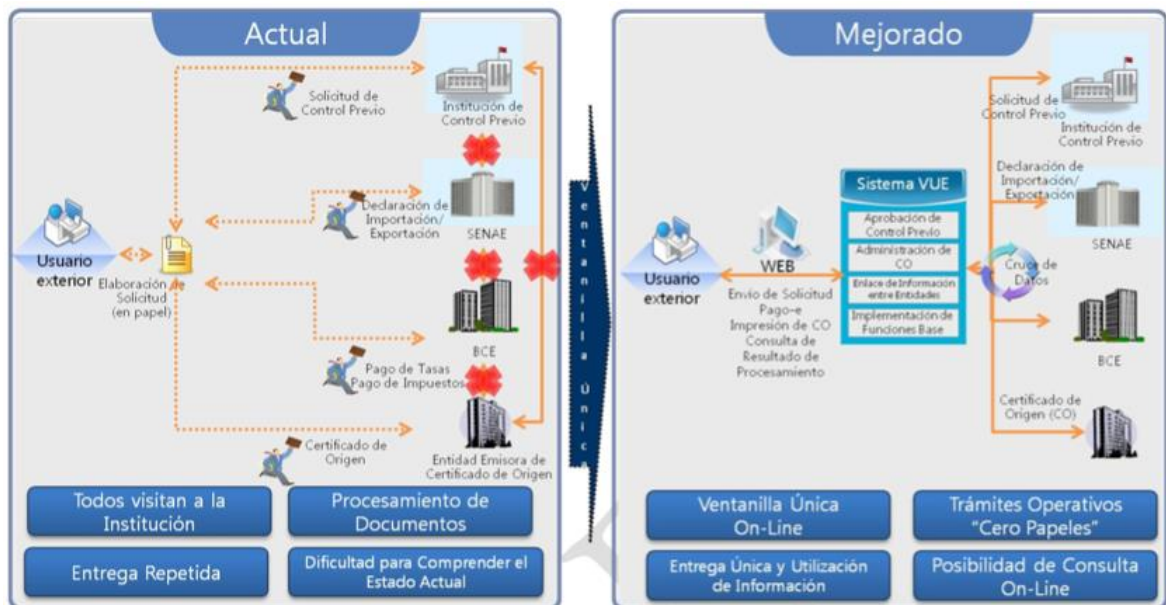 Actual
Solicitud de
Control Previo
Institución de
Control Previo
Declaración de
Importación/
Exportación
SENAE
Usuario
exterior
Elaboración de
Solicitud
(en papel)
BCE
Pago de Tasas
Pago de Impuestos
Certificado de
Origen
Entidad Emisora de
Certificado de Origen
Todos visitan a la
Institución
Procesamiento de
Documentos
Entrega Repetida
Dificultad para Comprender el
Estado Actual
Ventanilla Única
Mejorado
Solicitud de
Control Previo
Institución de
Control Previo
Declaración de
Importación/
Exportación
SENAE
Sistema VUE
Aprobación de
Control Previo
Administración de
CO
Enlace de Información
entre Entidades
Implementación de
Funciones Base
Usuario
exterior
WEB
Envío de Solicitud
Pago-e
Impresión de CO
Consulta de
Resultado de
Procesamiento
Cruce de
Datos
BCE
Certificado de
Origen (CO)
Ventanilla Única
On-Line
Trámites Operativos
"Cero Papeles"
Entrega Única y Utilización
de Información
Posibilidad de Consulta
On-Line